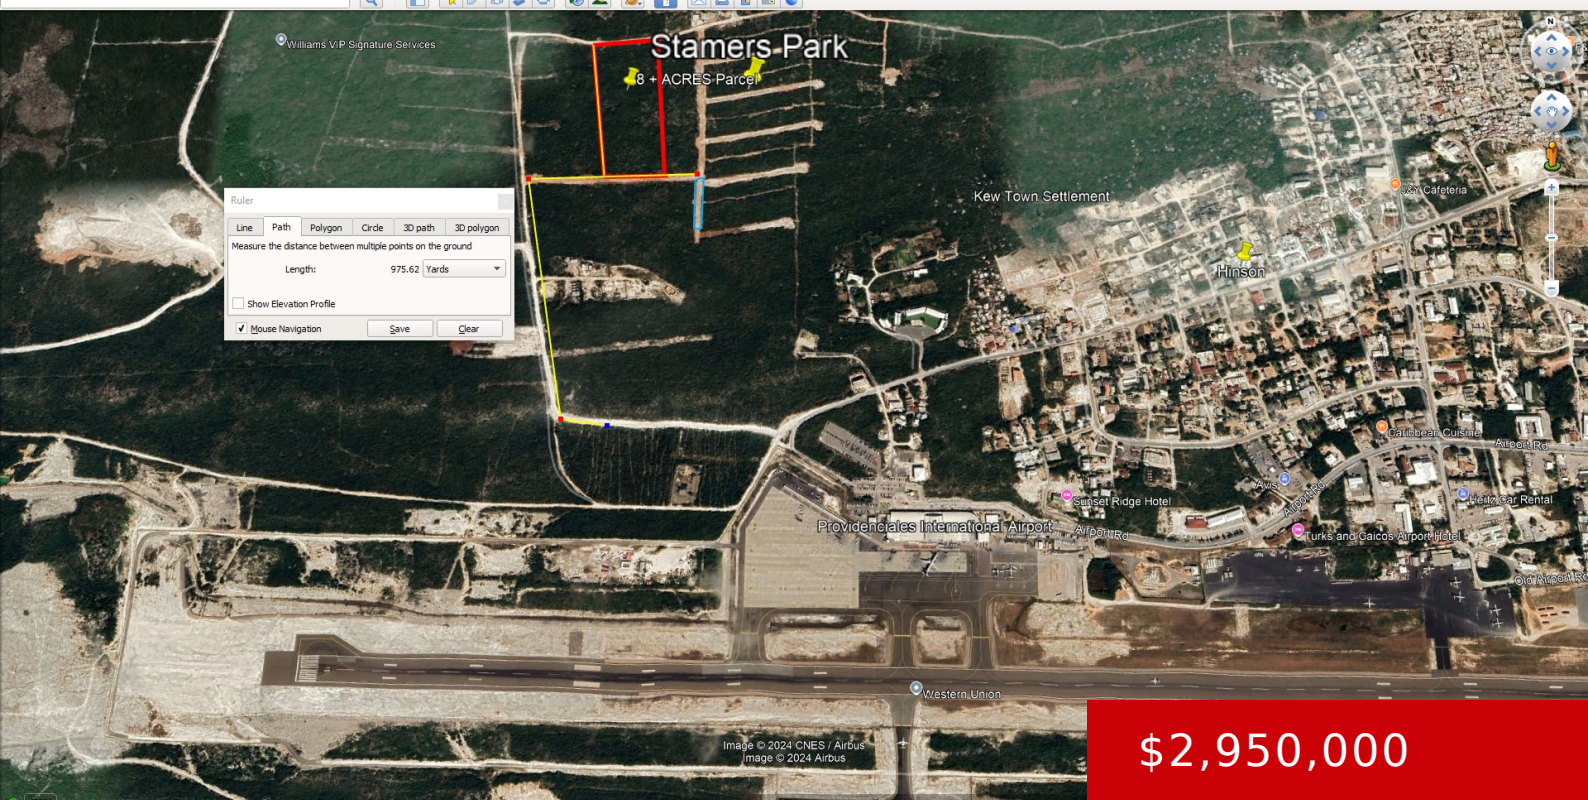 Williams VIP Signature Services
Stamers Park
8 + ACRES Parcel
Kew Town Settlement
J&Y Cafeteria
Ruler
Line
Path
Polygon
Circle
3D path
3D polygon
Measure the distance between multiple points on the ground
Length:
975.62
Yards
Show Elevation Profile
Mouse Navigation
Save
Clear
N
Hinson
Caribbean Cuisine
Airport Rd
Avis
Airport Rd
Hertz Car Rental
Sunset Ridge Hotel
Providenciales International Airport
Airport Rd
Turks and Caicos Airport Hotel
Old Airport Rd
Western Union
Image © 2024 CNES / Airbus
Image © 2024 Airbus
$2,950,000